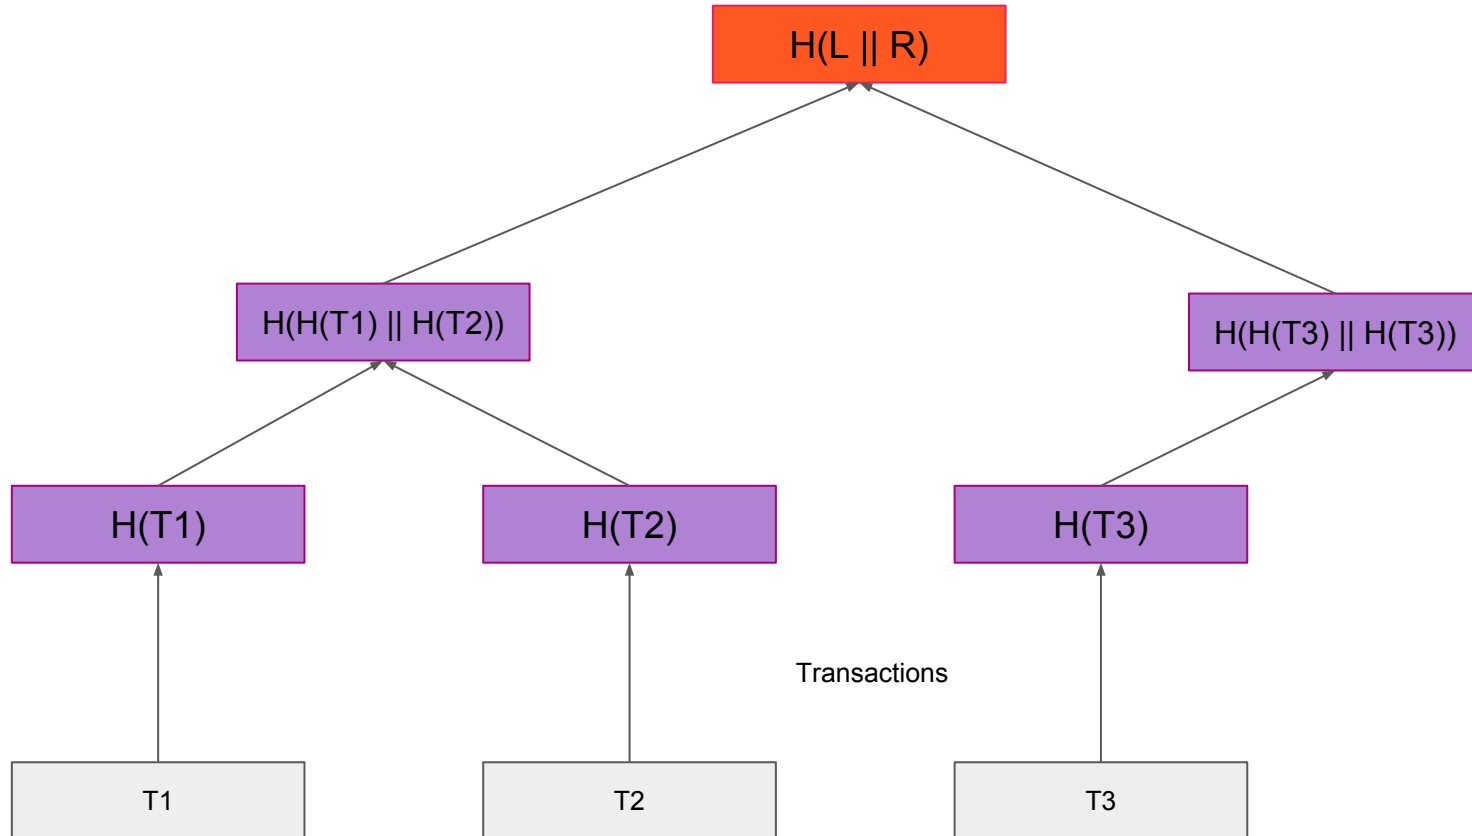 H(L || R)
H(H(T1) || H(T2))
H(H(T3) || H(T3))
H(T1)
H(T2)
H(T3)
Transactions
T1
T2
T3